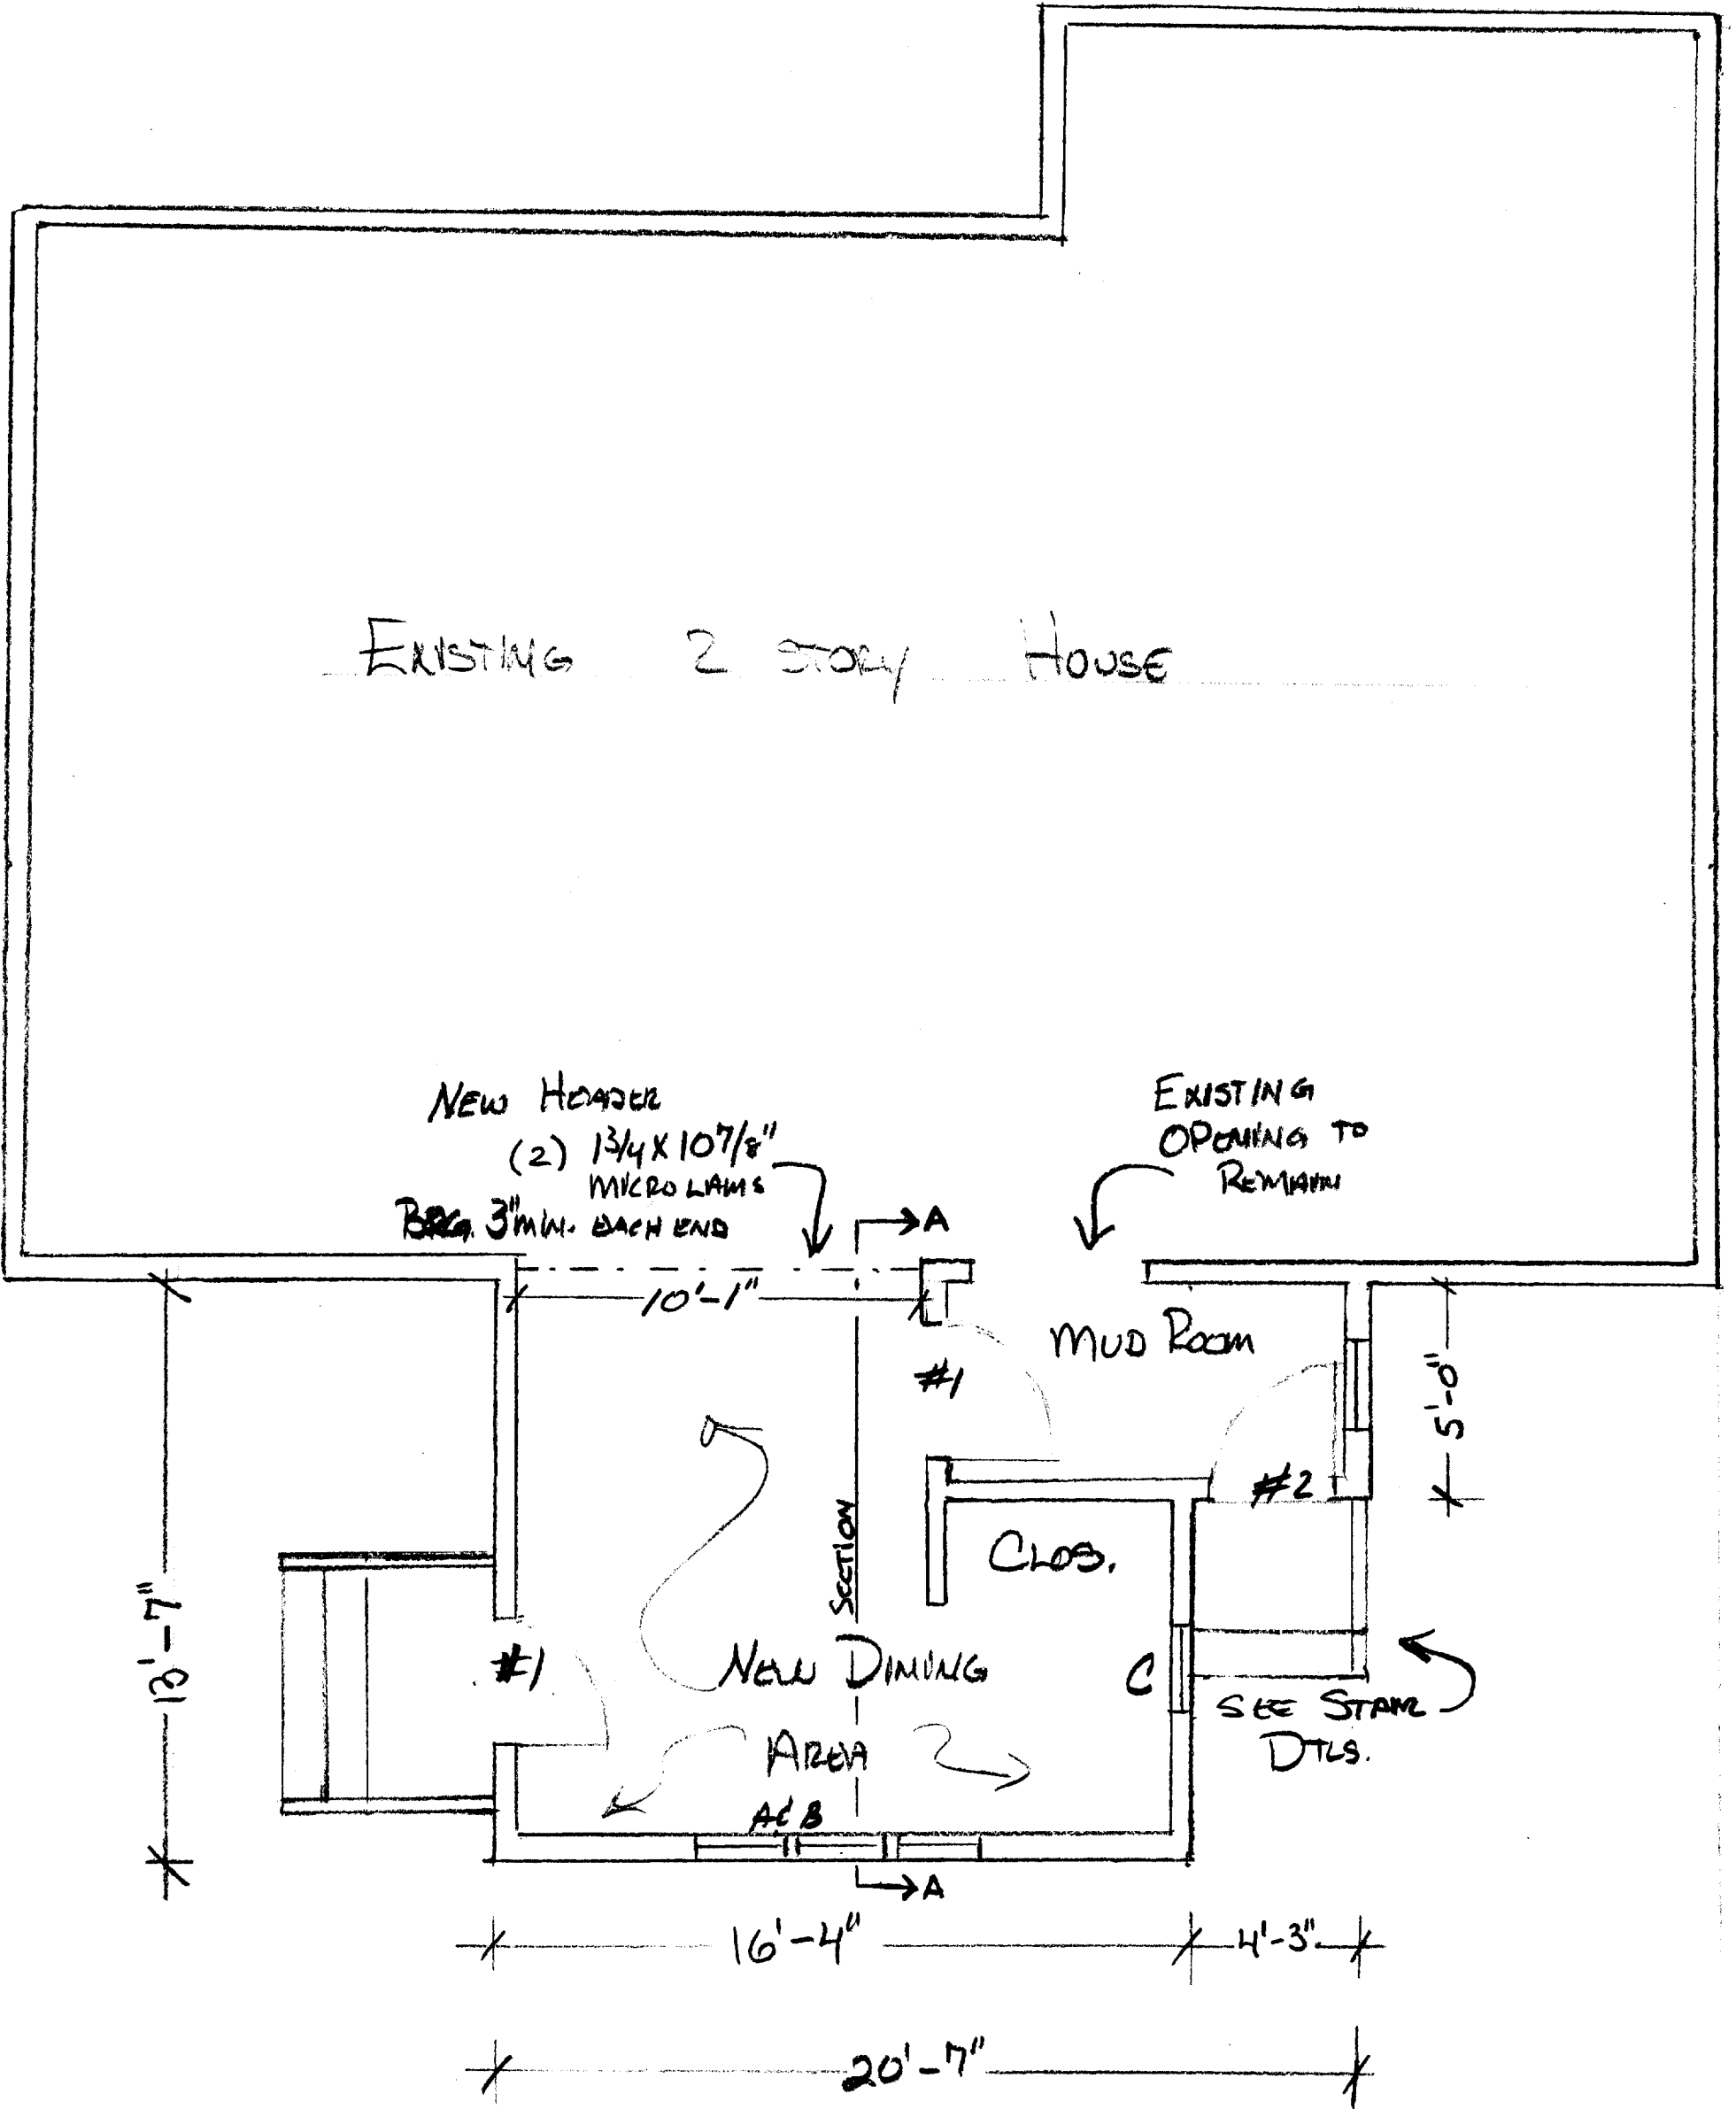 EXISTING 2 STORY HOUSE
NEW HEADER
(2) 1 3/4 X 10 7/8"
MICRO LAMS
BRG. 3" MIN. EACH END
EXISTING
OPENING TO
REMAIN
A
10'-1"
MUD ROOM
#1
5'-0"
#2
SECTION
CLOS.
13'-7"
#1
NEW DINING
AREA
C
SEE STAIR
DTLS.
A & B
A
16'-4"
4'-3"
20'-7"